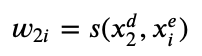 w_{2i} = s(x_2^d, x_i^e)